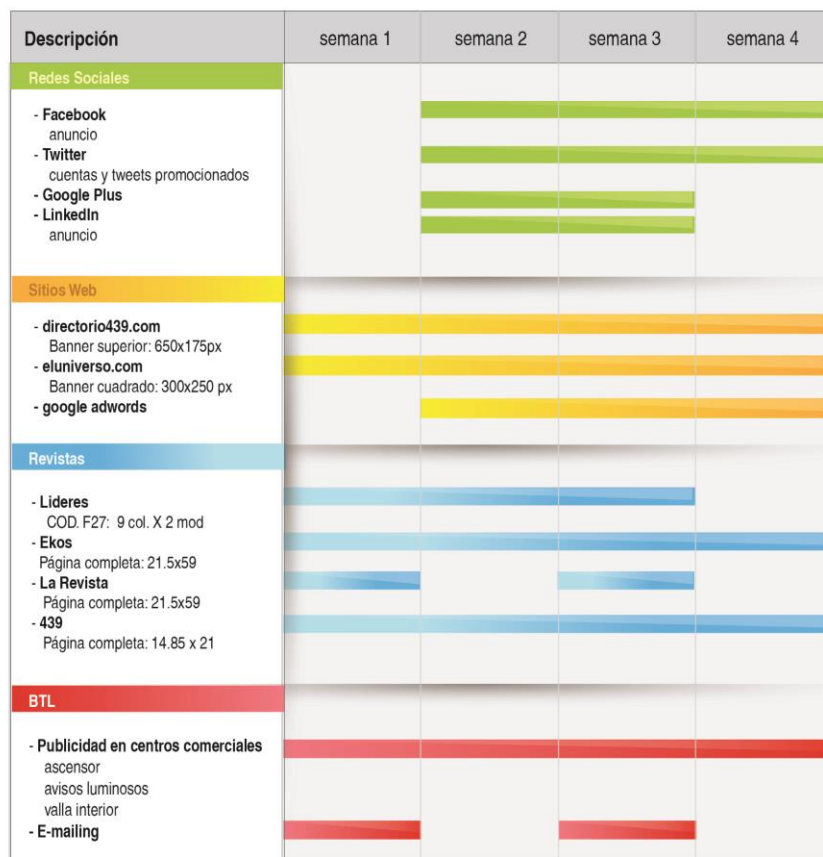 Descripción semana 1 semana 2 semana 3 semana 4
Redes Sociales
- Facebook
anuncio
- Twitter
cuentas y tweets promocionados
- Google Plus
- LinkedIn
anuncio
Sitios Web
- directorio439.com
Banner superior: 650x175px
- eluniverso.com
Banner cuadrado: 300x250 px
- google adwords
Revistas
- Lideres
COD. F27: 9 col. X 2 mod
- Ekos
Página completa: 21.5x59
- La Revista
Página completa: 21.5x59
- 439
Página completa: 14.85 x 21
BTL
- Publicidad en centros comerciales
ascensor
avisos luminosos
valla interior
- E-mailing